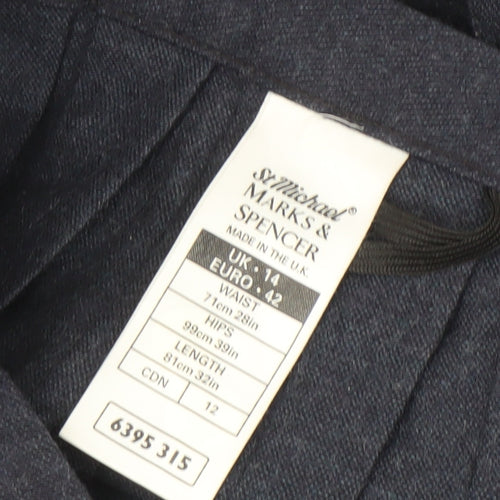 St Michael®
MARKS &
SPENCER
MADE IN THE U.K.
UK • 14
EURO • 42
WAIST
71cm 28in
HIPS
99cm 39in
LENGTH
81cm 32in
CDN 12
6395 315